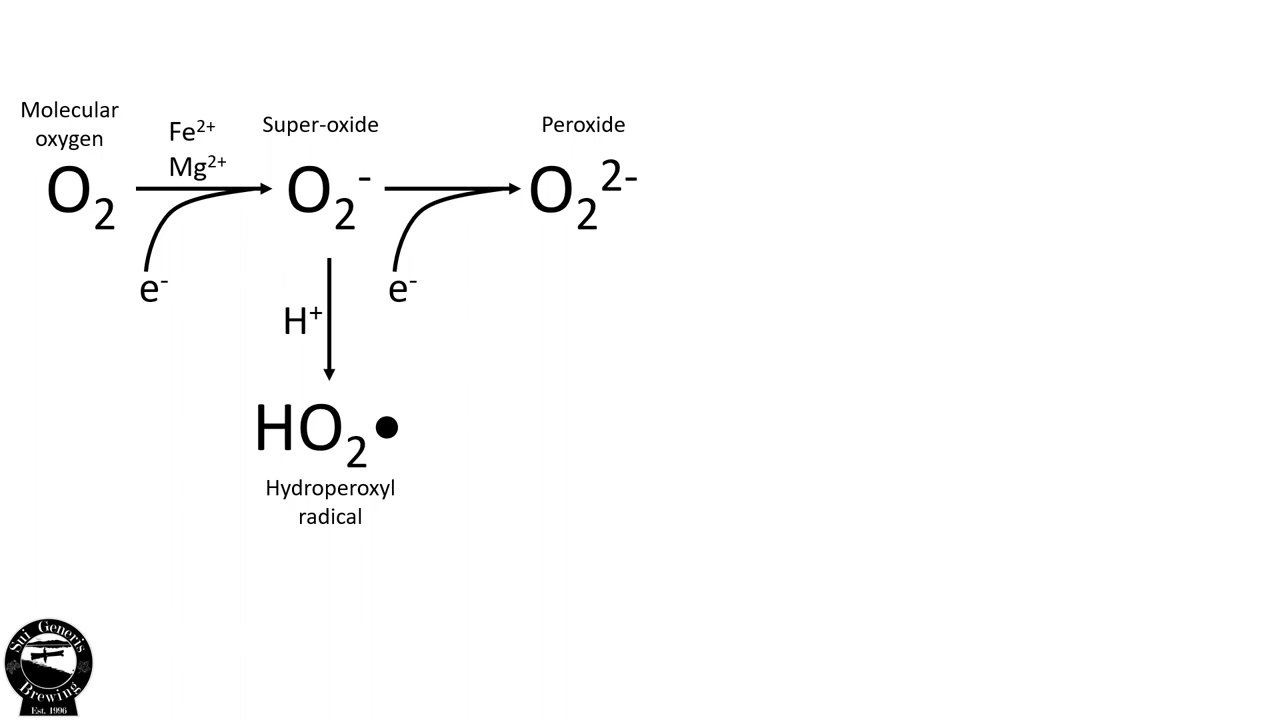 Molecular
oxygen
Fe²⁺
Mg²⁺
Super-oxide
Peroxide
O₂
O₂⁻
O₂²⁻
e⁻
e⁻
H⁺
HO₂•
Hydroperoxyl
radical
Sui Generis
Brewing
Est. 1996